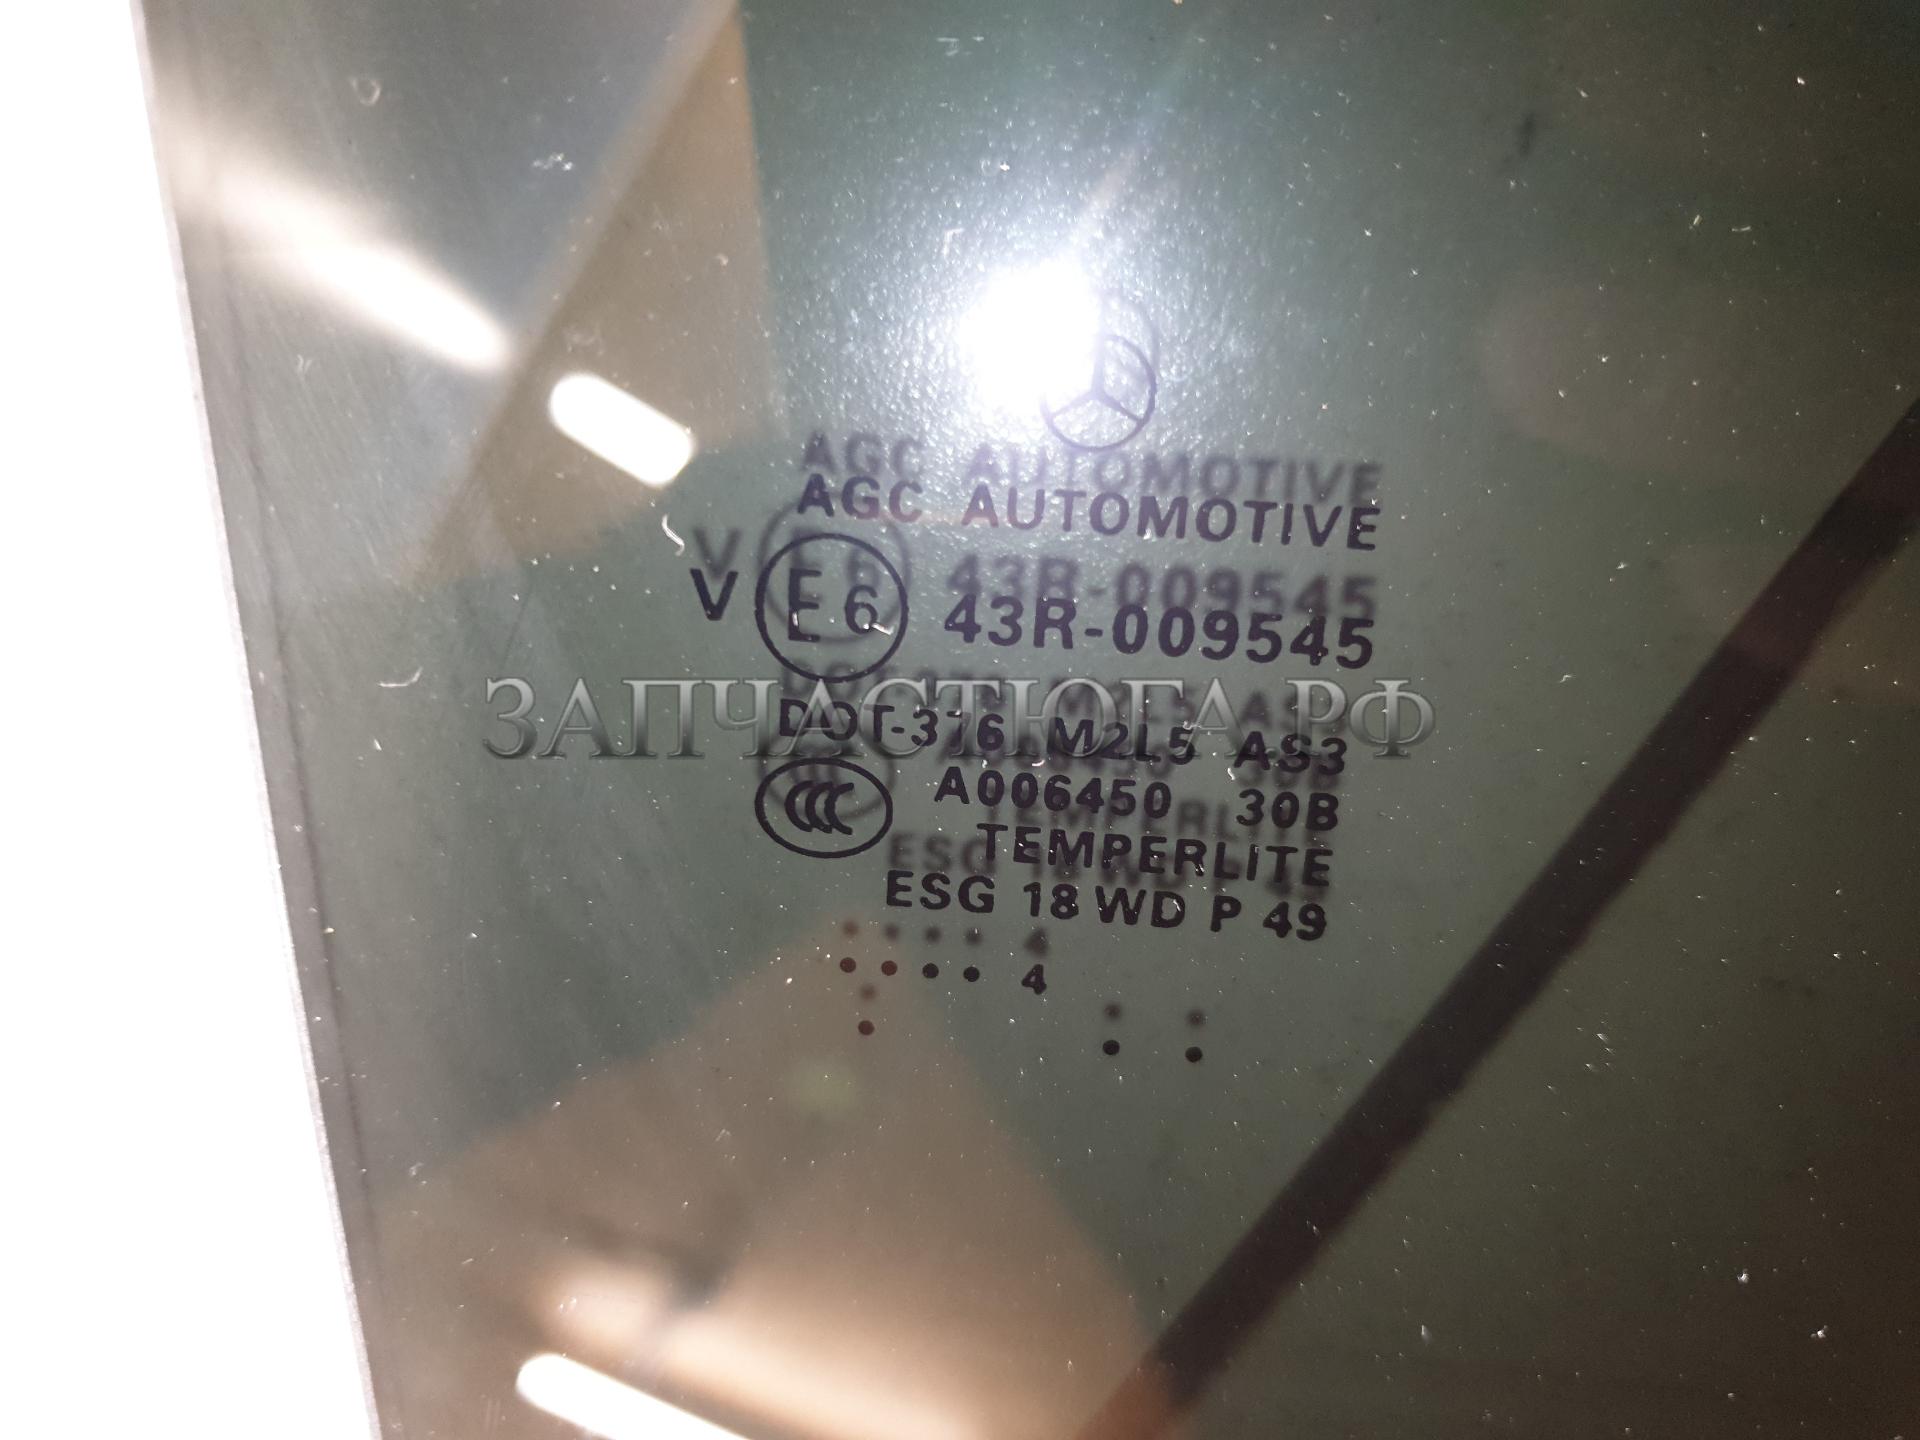 AGC AUTOMOTIVE
V E6 43R-009545
ЗАПЧАСТЮГА.РФ
DOT-376 M2L5 AS3
CCC A006450 30B
TEMPERLITE
ESG 18 WD P 49
.... 4